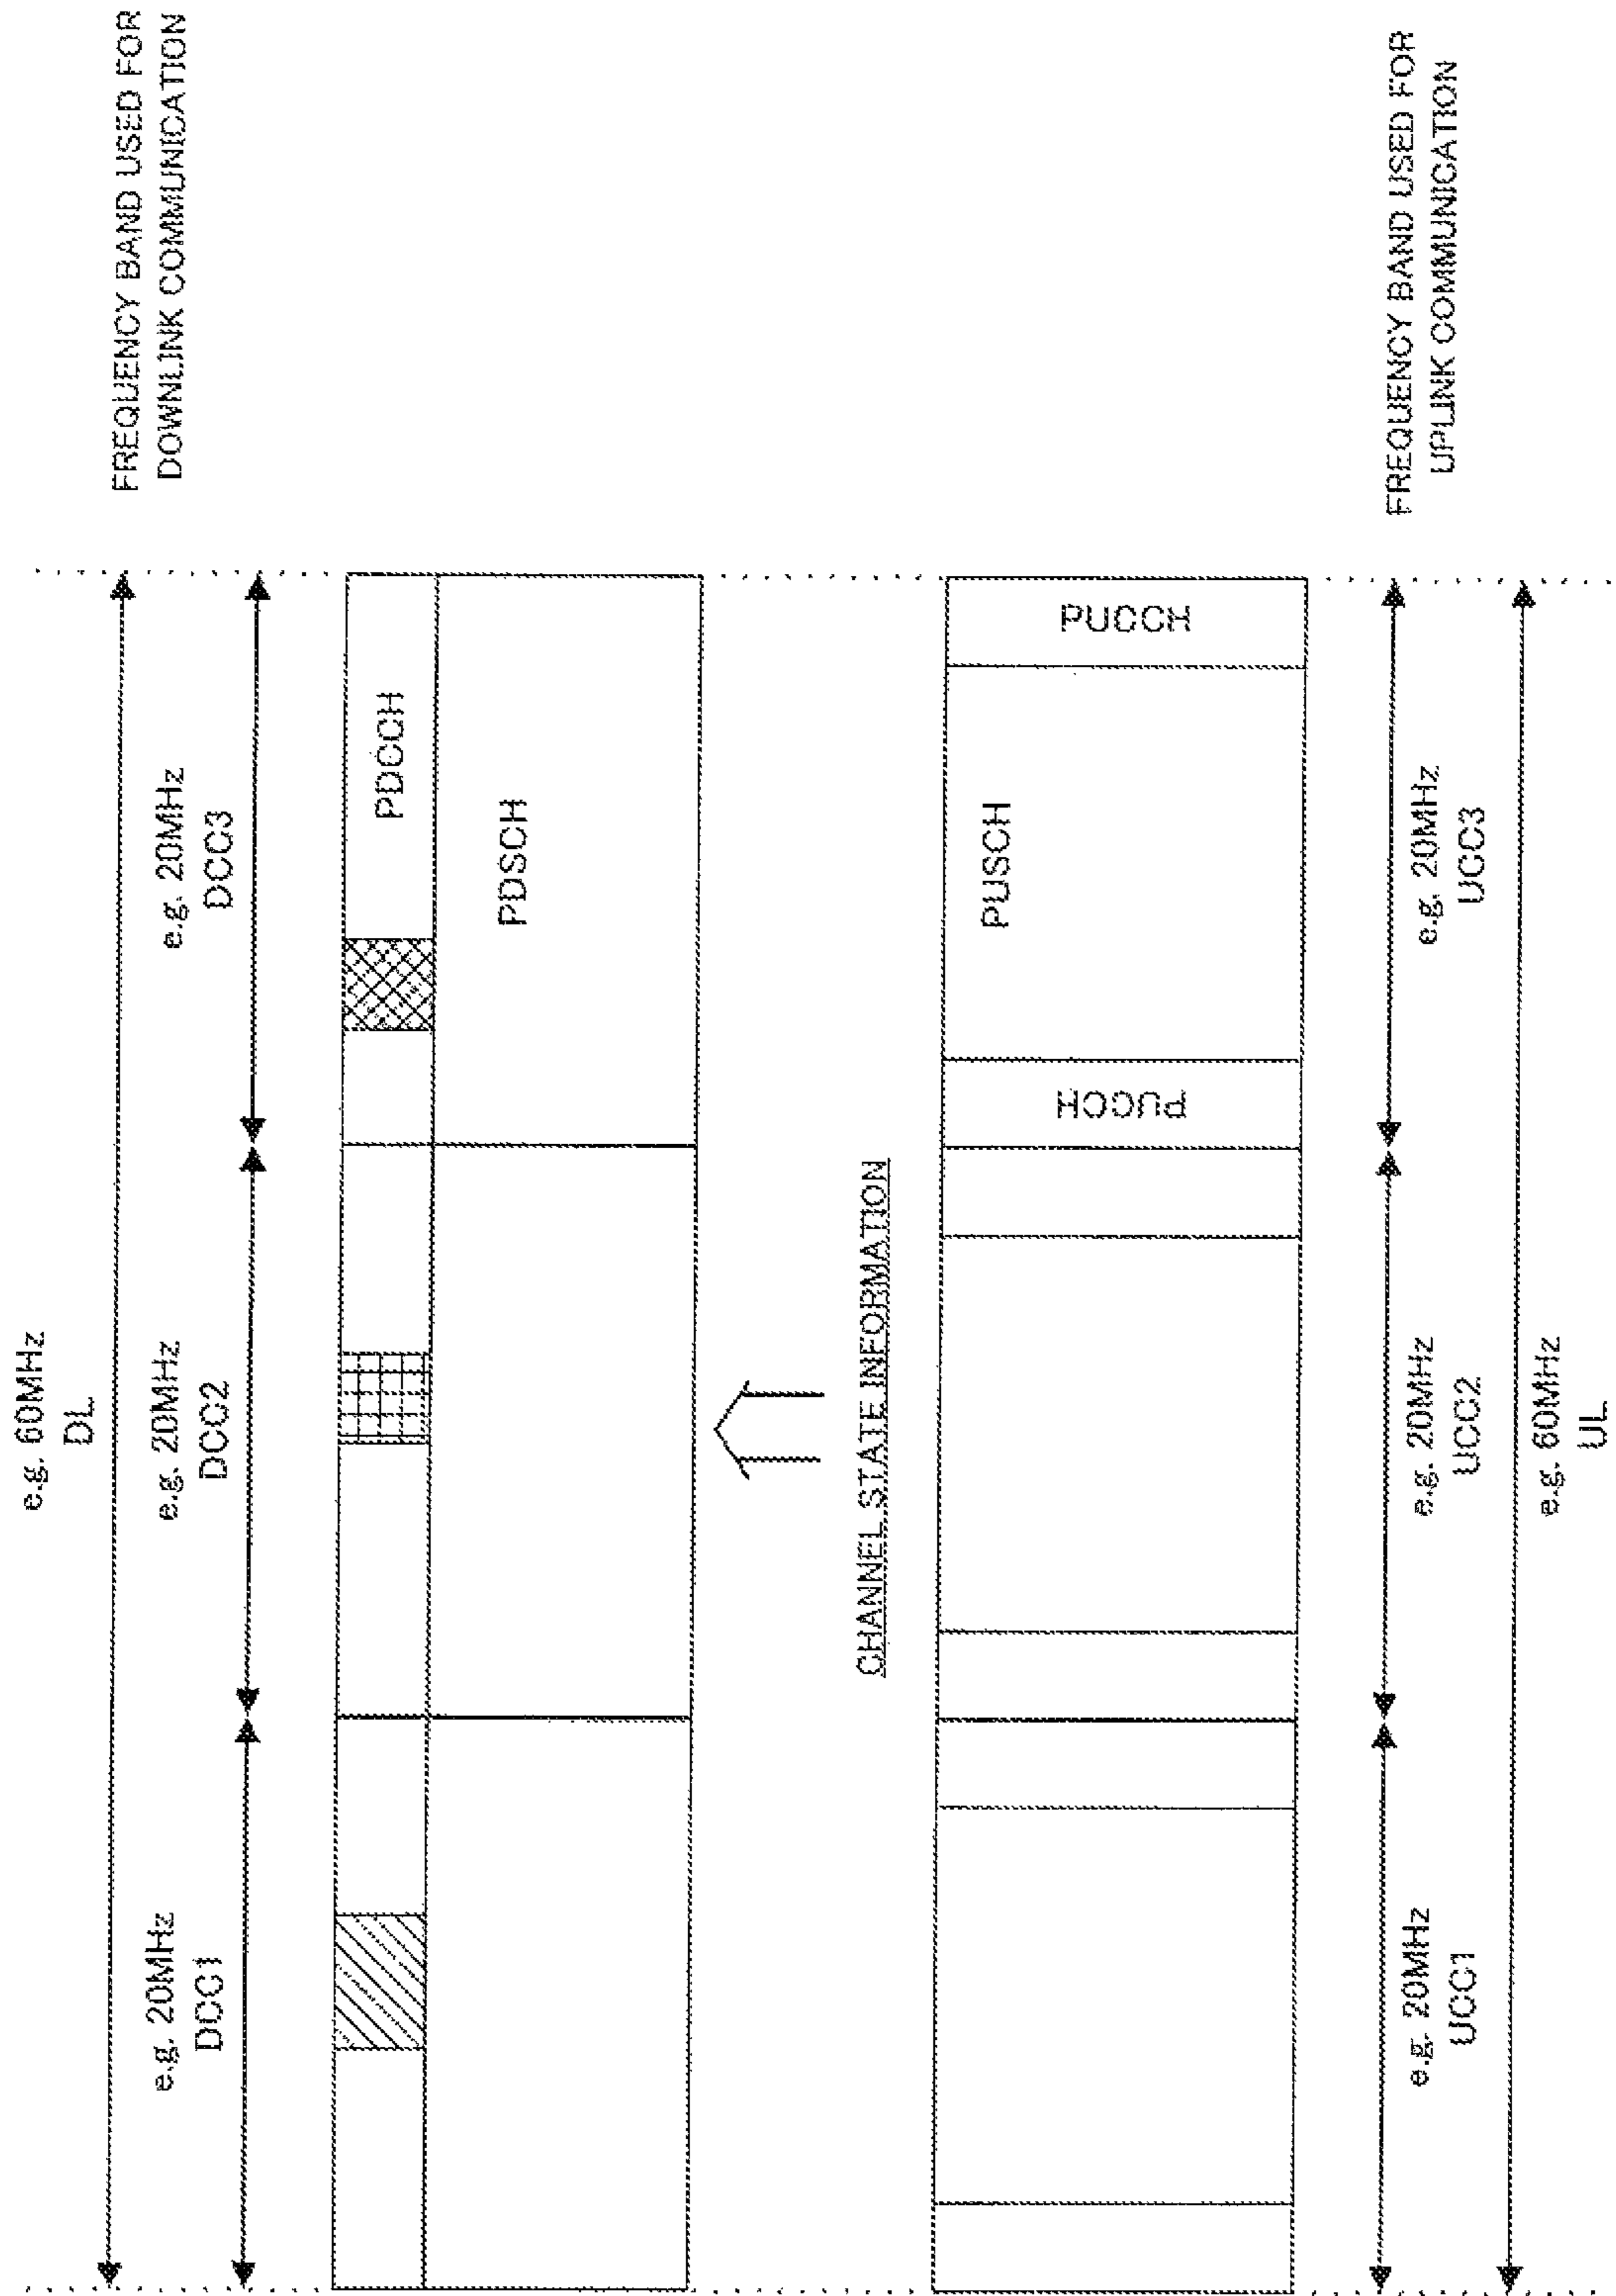 e.g. 60MHz
DL
FREQUENCY BAND USED FOR
DOWNLINK COMMUNICATION
e.g. 20MHz
DCC1
e.g. 20MHz
DCC2
e.g. 20MHz
DCC3
PDCCH
PDSCH
CHANNEL STATE INFORMATION
PUCCH
PUSCH
PUCCH
e.g. 20MHz
UCC1
e.g. 20MHz
UCC2
e.g. 20MHz
UCC3
FREQUENCY BAND USED FOR
UPLINK COMMUNICATION
e.g. 60MHz
UL